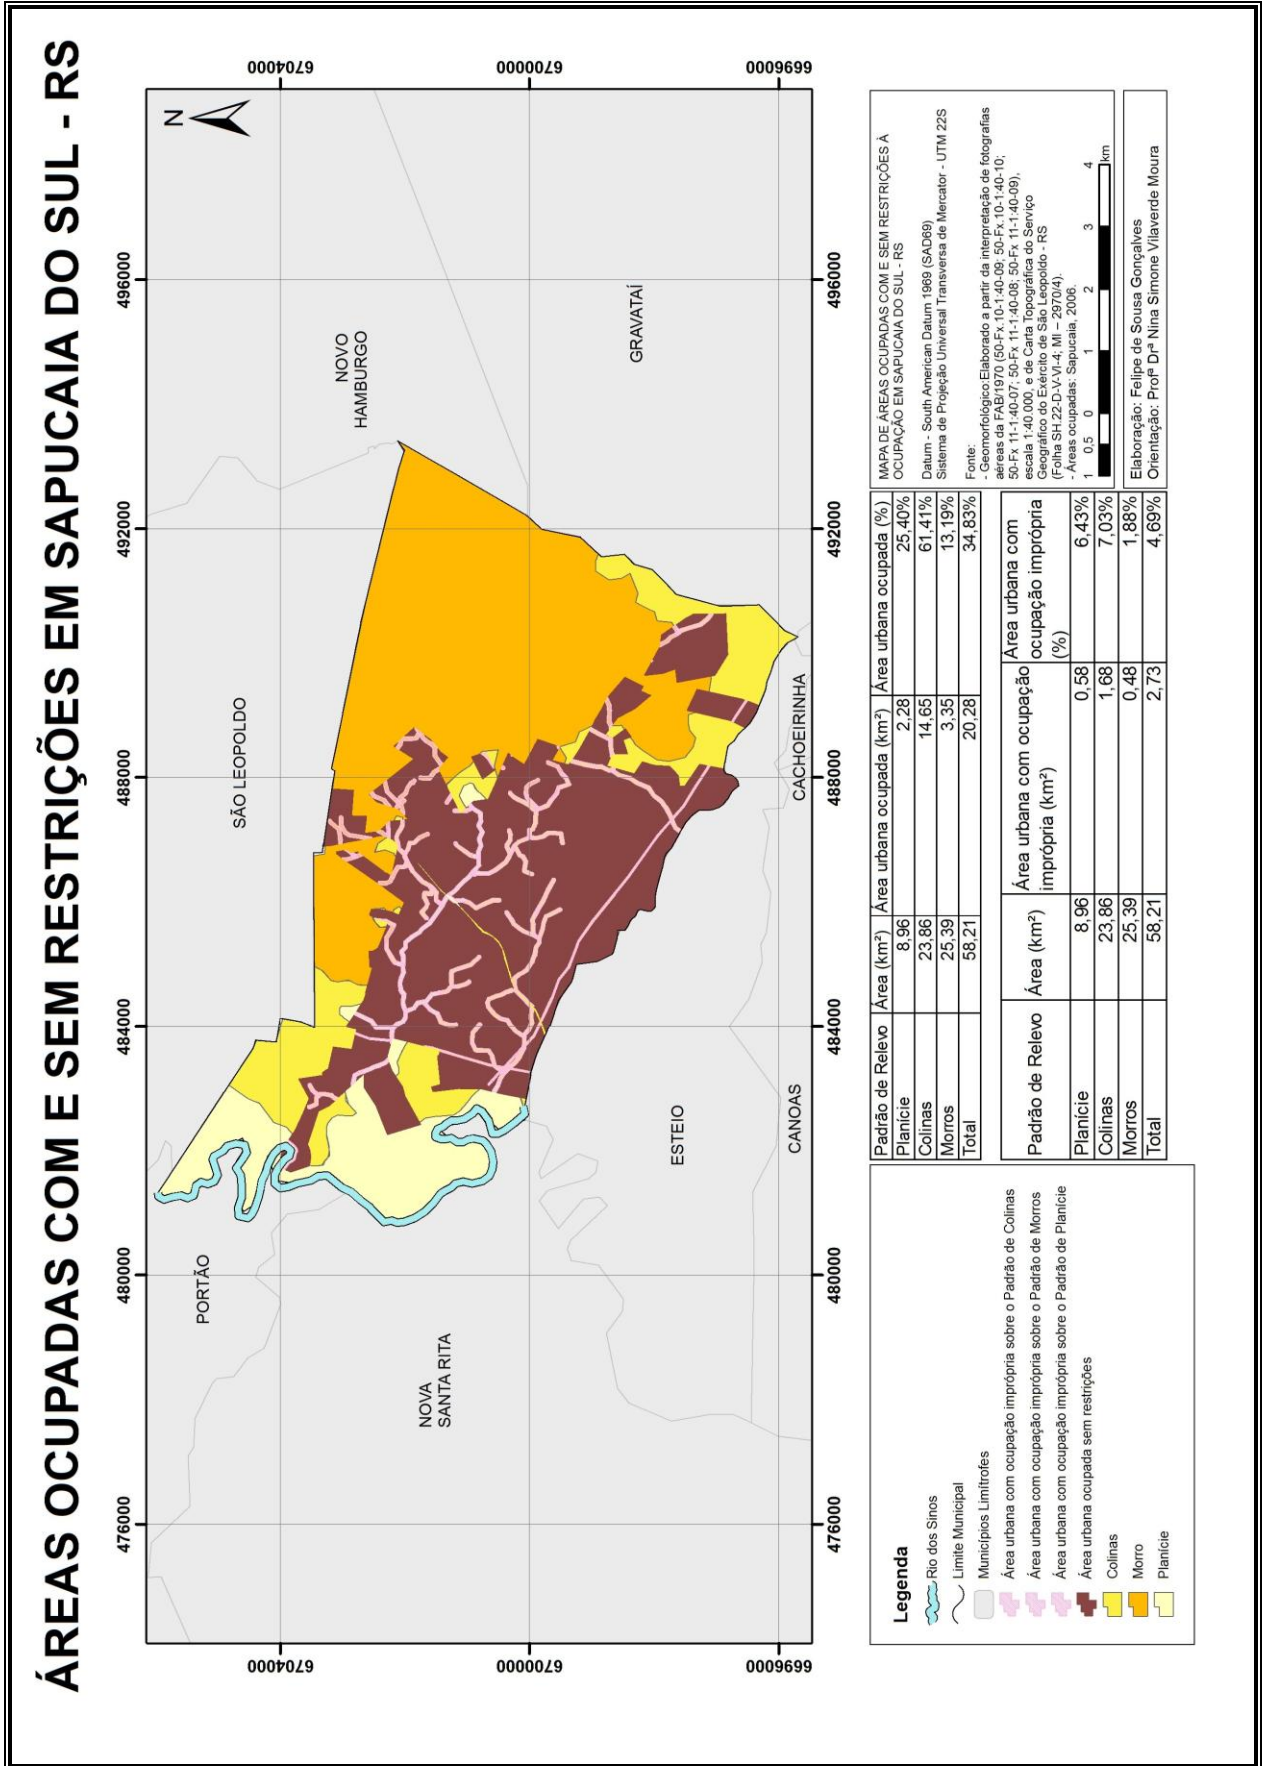 ÁREAS OCUPADAS COM E SEM RESTRIÇÕES EM SAPUCAIA DO SUL - RS
476000 480000 484000 488000 492000 496000
6704000
6700000
6696000
6704000
6700000
6696000
N
PORTÃO
SÃO LEOPOLDO
NOVO
HAMBURGO
NOVA
SANTA RITA
GRAVATAÍ
ESTEIO
CANOAS
CACHOEIRINHA
Legenda
Rio dos Sinos
Limite Municipal
Municípios Limítrofes
Área urbana com ocupação imprópria sobre o Padrão de Colinas
Área urbana com ocupação imprópria sobre o Padrão de Morros
Área urbana com ocupação imprópria sobre o Padrão de Planície
Área urbana ocupada sem restrições
Colinas
Morro
Planície
Padrão de Relevo Área (km²) Área urbana ocupada (km²) Área urbana ocupada (%)
Planície 8,96 2,28 25,40%
Colinas 23,86 14,65 61,41%
Morros 25,39 3,35 13,19%
Total 58,21 20,28 34,83%
Padrão de Relevo Área (km²) Área urbana com ocupação imprópria (km²) Área urbana com ocupação imprópria (%)
Planície 8,96 0,58 6,43%
Colinas 23,86 1,68 7,03%
Morros 25,39 0,48 1,88%
Total 58,21 2,73 4,69%
MAPA DE ÁREAS OCUPADAS COM E SEM RESTRIÇÕES À
OCUPAÇÃO EM SAPUCAIA DO SUL - RS
Datum - South American Datum 1969 (SAD69)
Sistema de Projeção Universal Transversa de Mercator - UTM 22S
Fonte:
- Geomorfológico:Elaborado a partir da interpretação de fotografias
aéreas da FAB/1970 (50-Fx.10-1:40-09; 50-Fx.10-1:40-10;
50-Fx 11-1:40-07; 50-Fx 11-1:40-08; 50-Fx 11-1:40-09),
escala 1:40.000, e de Carta Topográfica do Serviço
Geográfico do Exército de São Leopoldo - RS
(Folha SH.22-D-V-VI-4; MI – 2970/4).
- Áreas ocupadas: Sapucaia, 2006.
1 0,5 0 1 2 3 4
km
Elaboração: Felipe de Sousa Gonçalves
Orientação: Profª Drª Nina Simone Vilaverde Moura